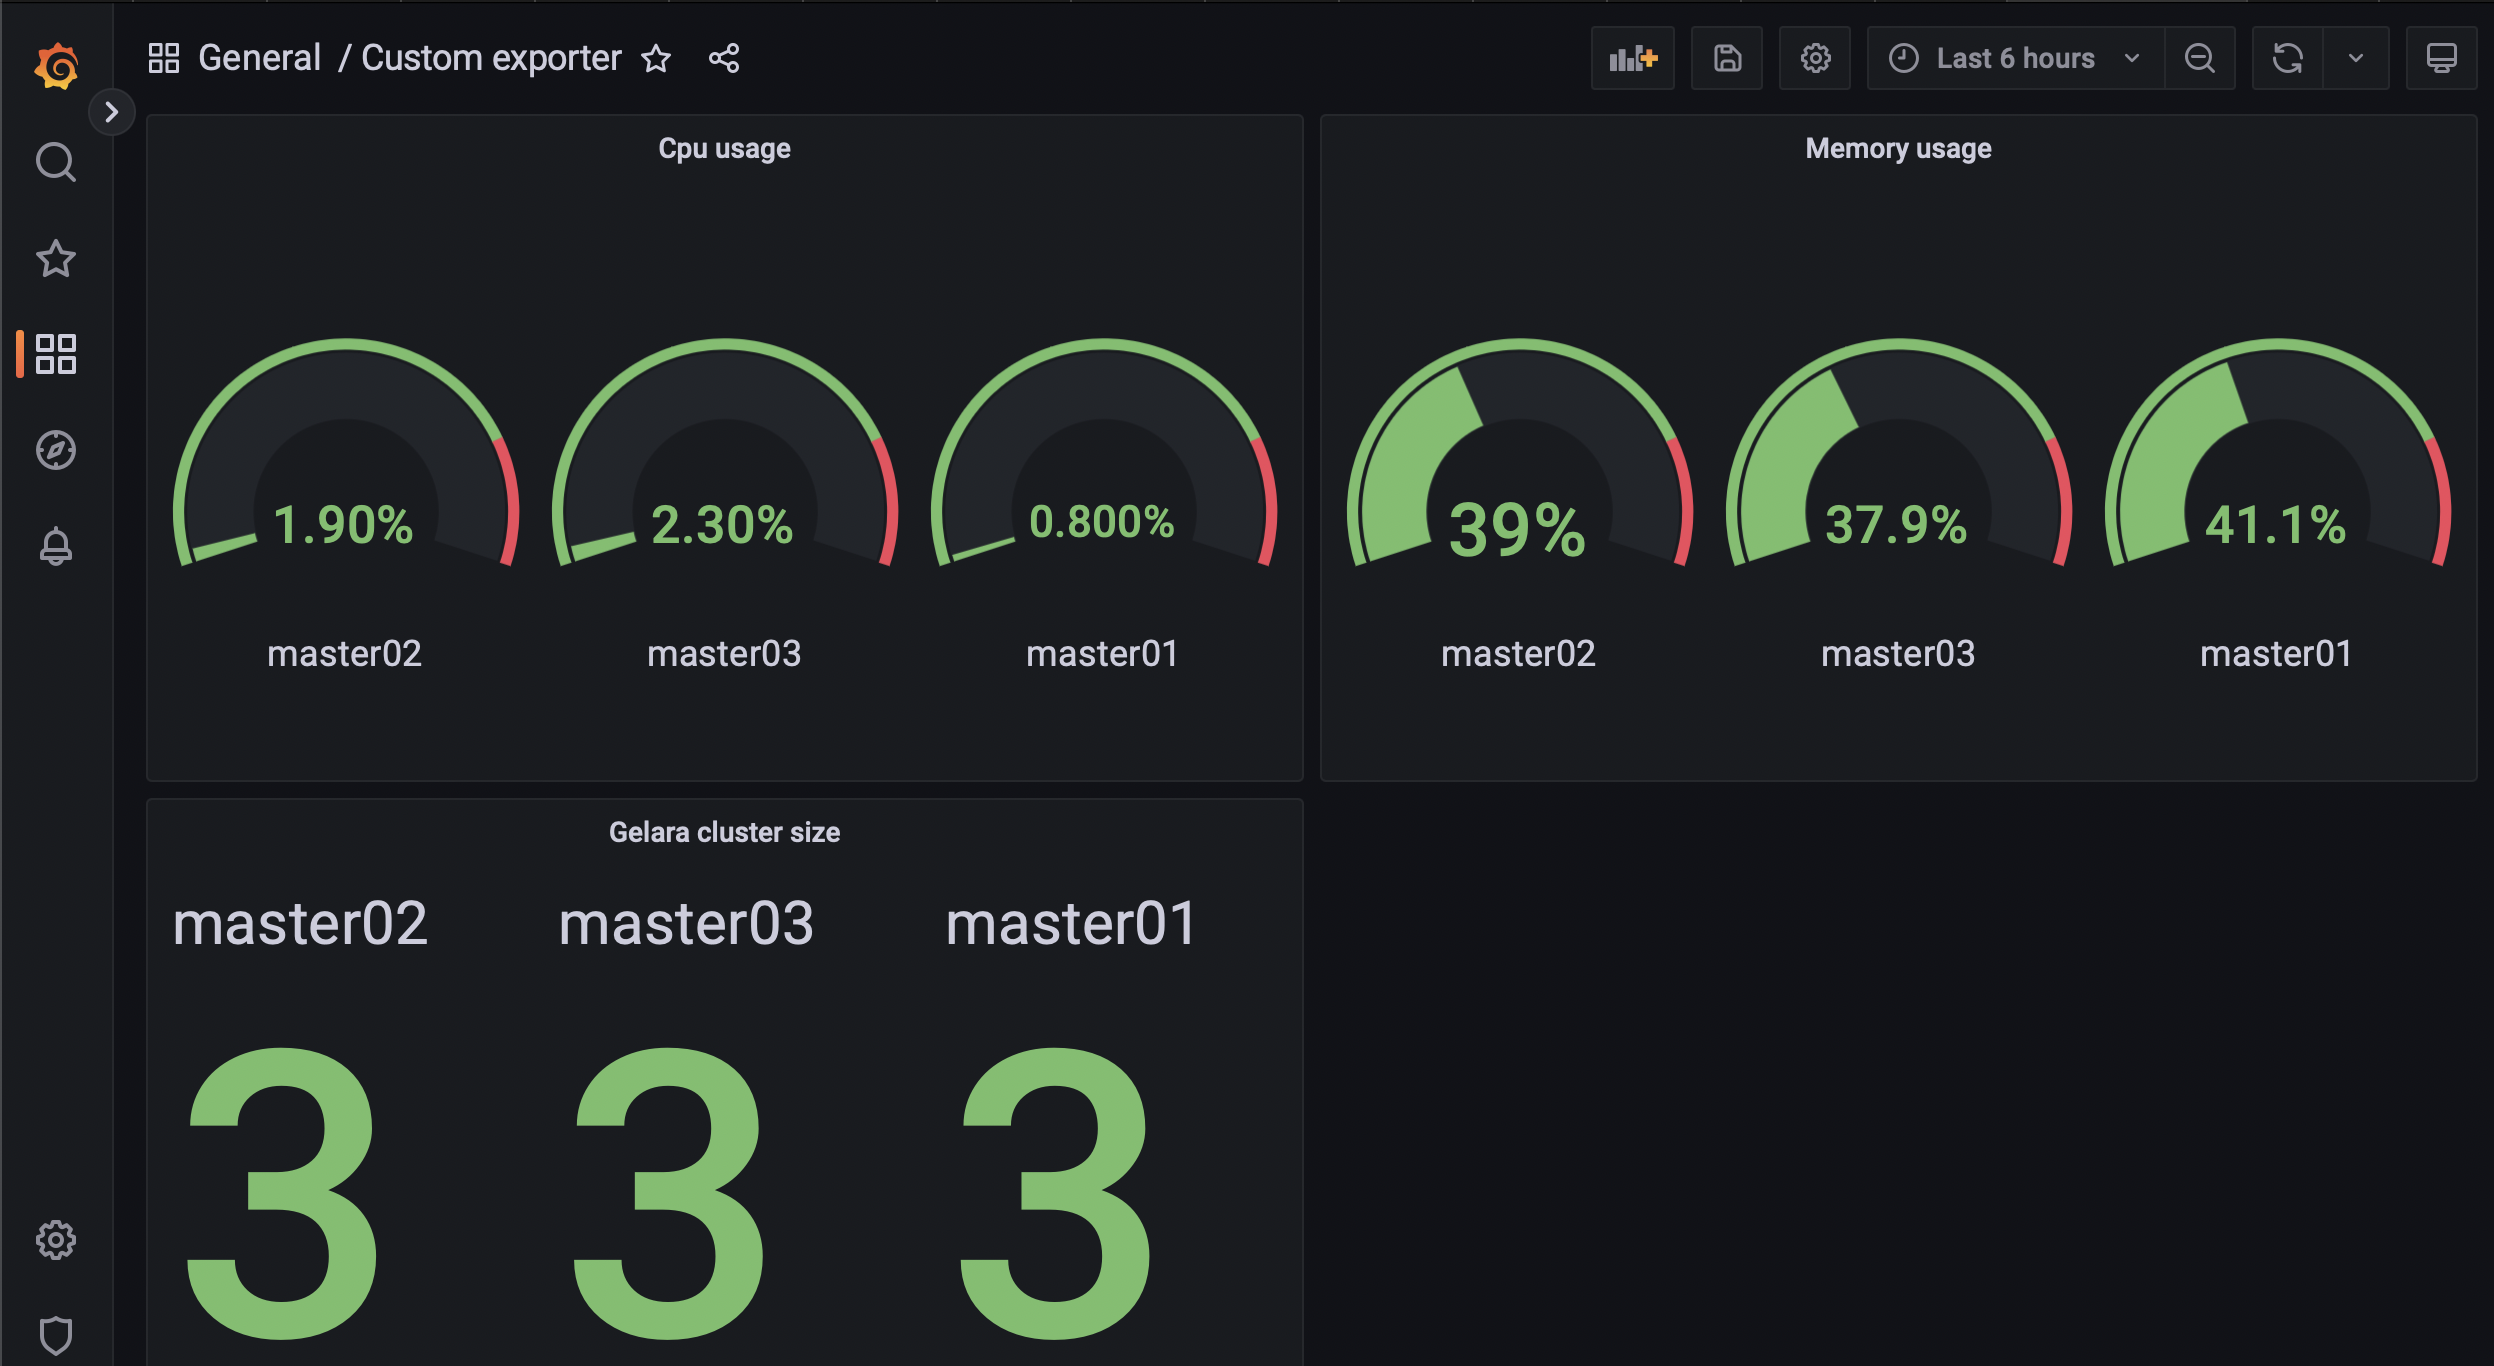 General / Custom exporter
Last 6 hours
Cpu usage
1.90% 2.30% 0.800%
master02 master03 master01
Memory usage
39% 37.9% 41.1%
master02 master03 master01
Gelara cluster size
master02 master03 master01
3 3 3